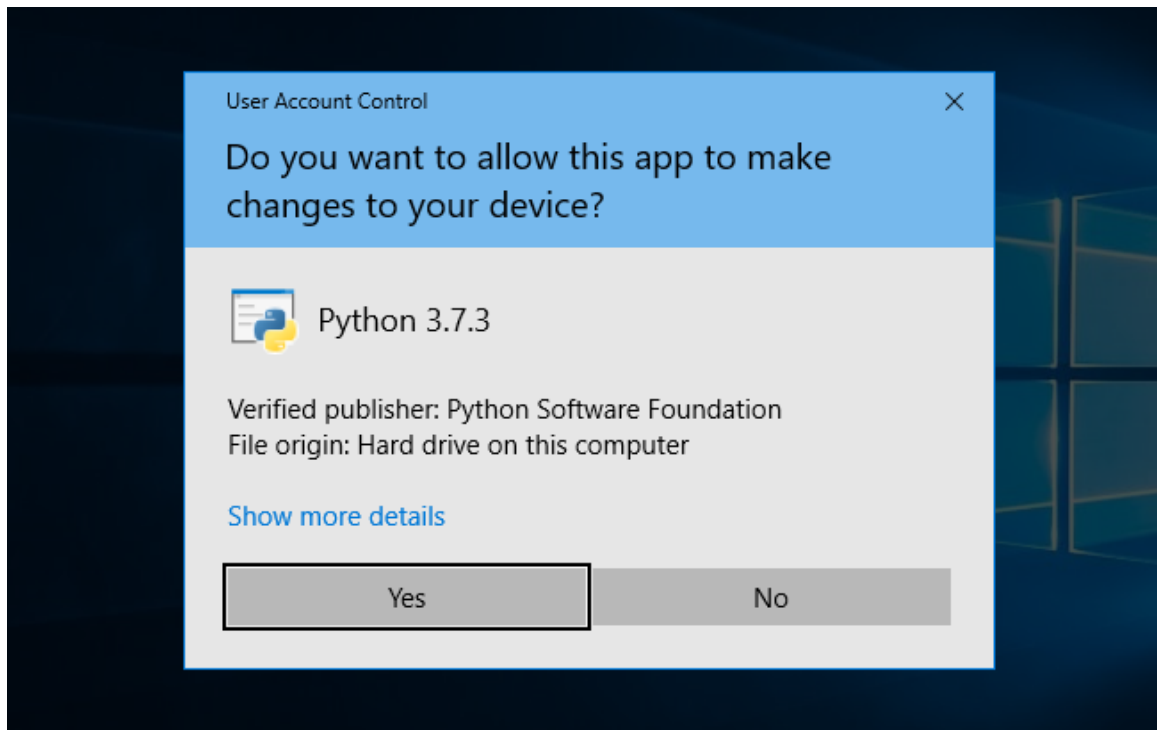 User Account Control
Do you want to allow this app to make
changes to your device?
Python 3.7.3
Verified publisher: Python Software Foundation
File origin: Hard drive on this computer
Show more details
Yes
No